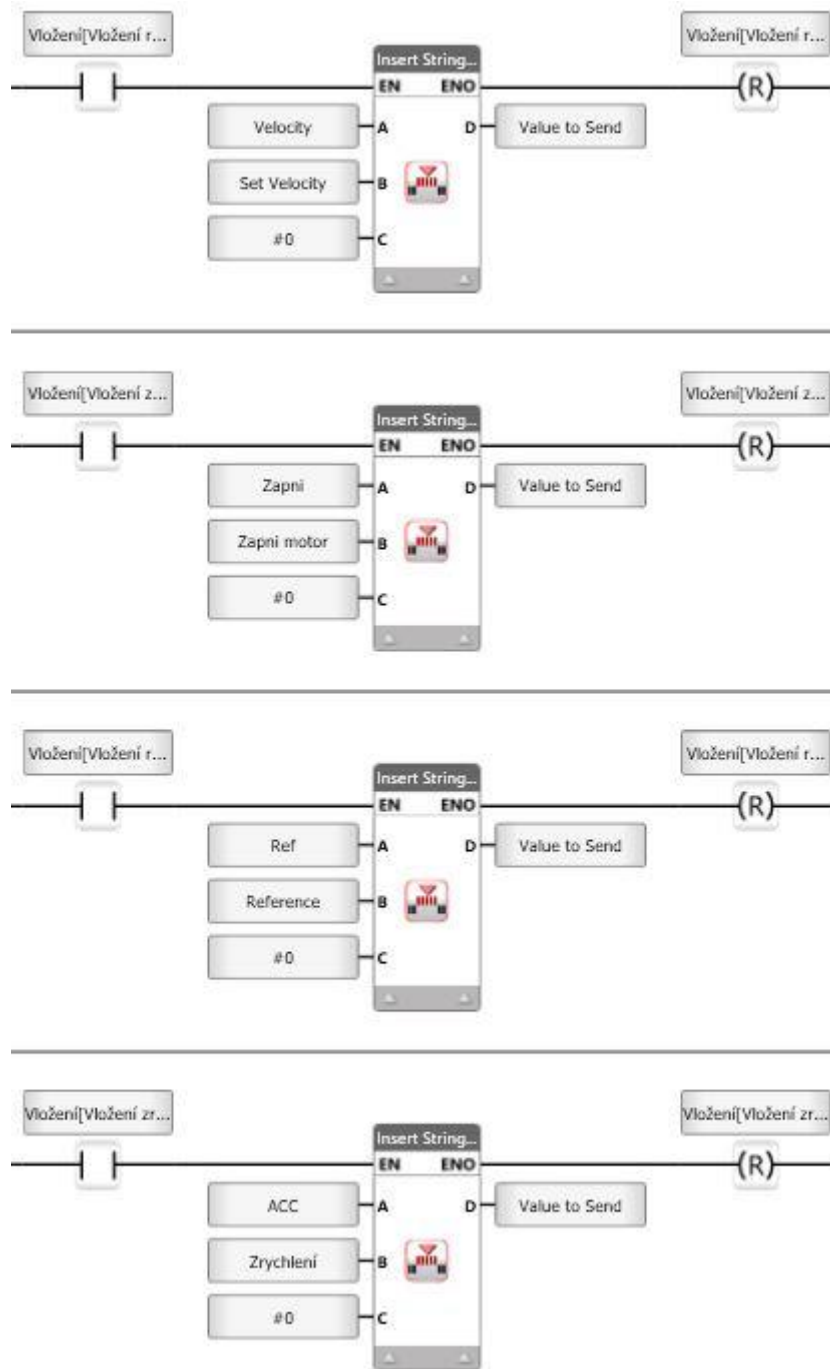 Vložení[Vložení r... Vložení[Vložení r...
Insert String...
EN ENO
(R)
Velocity A D Value to Send
Set Velocity B
#0 C
Vložení[Vložení z... Vložení[Vložení z...
Insert String...
EN ENO
(R)
Zapni A D Value to Send
Zapni motor B
#0 C
Vložení[Vložení r... Vložení[Vložení r...
Insert String...
EN ENO
(R)
Ref A D Value to Send
Reference B
#0 C
Vložení[Vložení zr... Vložení[Vložení zr...
Insert String...
EN ENO
(R)
ACC A D Value to Send
Zrychlení B
#0 C